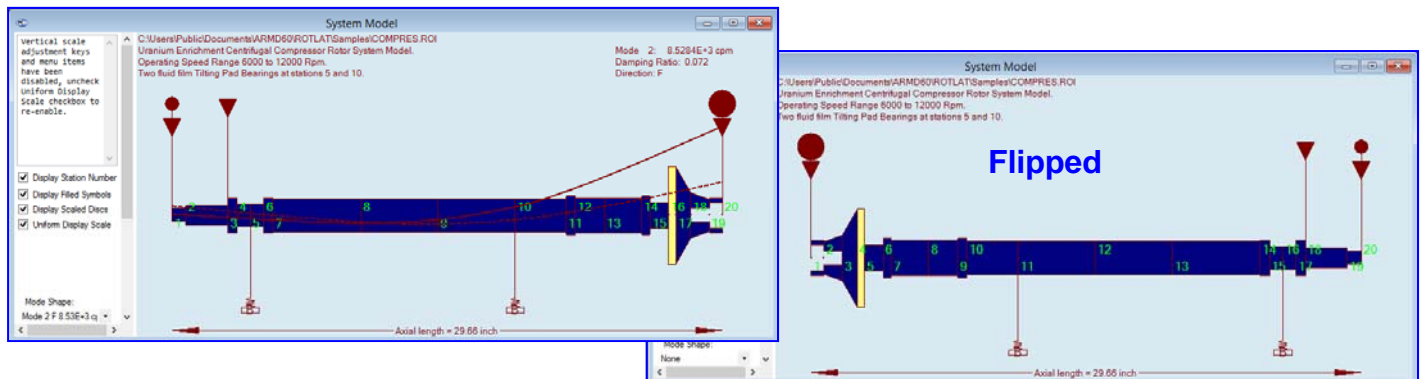 System Model
Vertical scale
adjustment keys
and menu items
have been
disabled, uncheck
Uniform Display
Scale checkbox to
re-enable.
Display Station Number
Display Filled Symbols
Display Scaled Discs
Uniform Display Scale
Mode Shape:
Mode 2 F 8.53E+3 c
C:\Users\Public\Documents\ARMD60\ROTLAT\Samples\COMPRES.ROI
Uranium Enrichment Centrifugal Compressor Rotor System Model.
Operating Speed Range 6000 to 12000 Rpm.
Two fluid film Tilting Pad Bearings at stations 5 and 10.
Mode 2: 8.5284E+3 cpm
Damping Ratio: 0.072
Direction: F
2 4 6 8 10 12 14 16 18 20
1 3 5 7 9 11 13 15 17 19
Axial length = 29.66 inch
System Model
C:\Users\Public\Documents\ARMD60\ROTLAT\Samples\COMPRES.ROI
Uranium Enrichment Centrifugal Compressor Rotor System Model.
Operating Speed Range 6000 to 12000 Rpm.
Two fluid film Tilting Pad Bearings at stations 5 and 10.
Flipped
2 4 6 8 10 12 14 16 18 20
1 3 5 7 9 11 13 15 17 19
Mode Shape:
None
Axial length = 29.66 inch